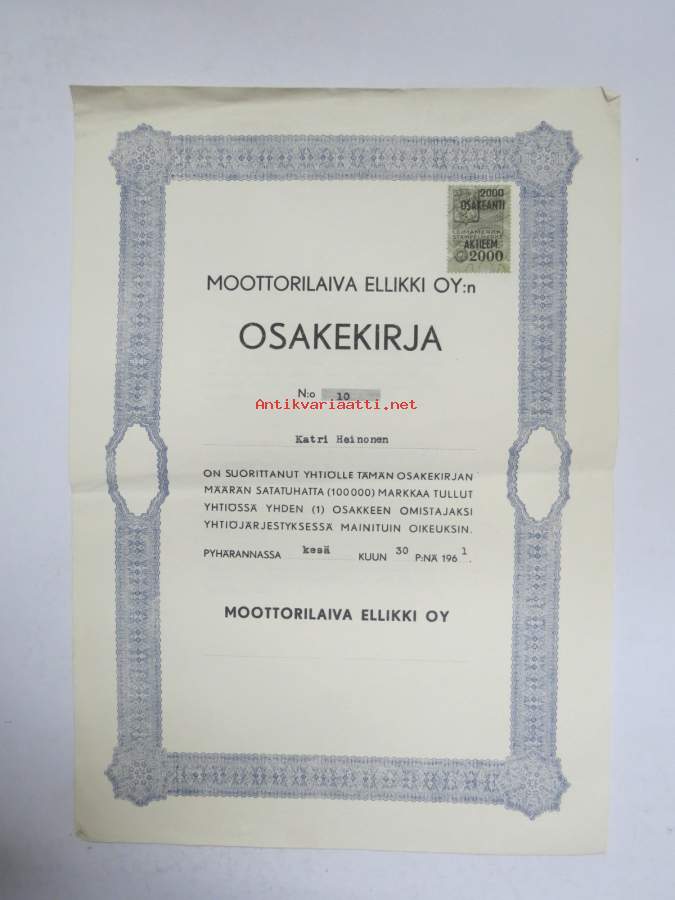 2000
OSAKEANTI
AKTIEEM
2000
MOOTTORILAIVA ELLIKKI OY:n
OSAKEKIRJA
N:o 10
Antikvariaatti.net
Katri Heinonen
ON SUORITTANUT YHTIÖLLE TÄMÄN OSAKEKIRJAN
MÄÄRÄN SATATUHATTA (100 000) MARKKAA TULLUT
YHTIÖSSÄ YHDEN (1) OSAKKEEN OMISTAJAKSI
YHTIÖJÄRJESTYKSESSÄ MAINITUIN OIKEUKSIN.
PYHÄRANNASSA kesä KUUN 30 P:NÄ 1961.
MOOTTORILAIVA ELLIKKI OY